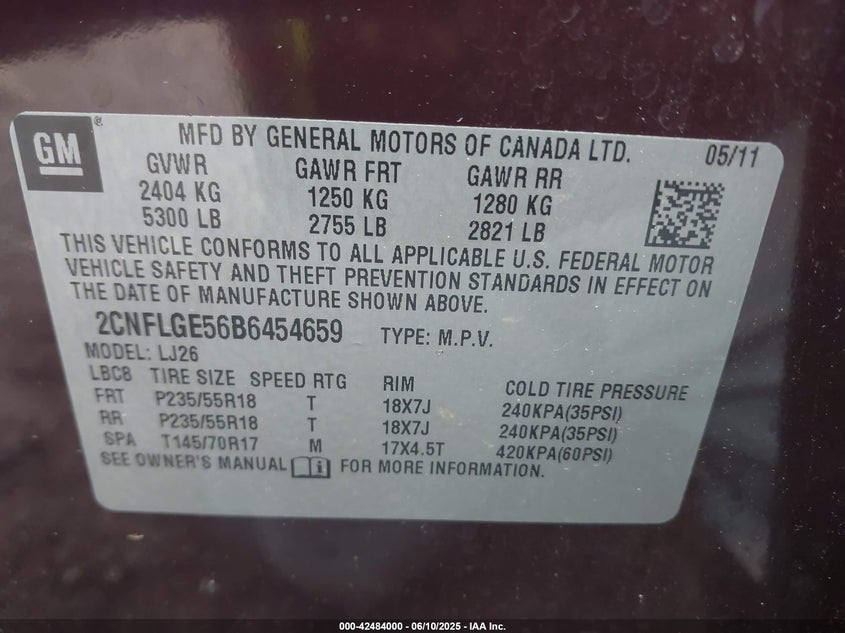 GM ®
MFD BY GENERAL MOTORS OF CANADA LTD. 05/11
GVWR GAWR FRT GAWR RR
2404 KG 1250 KG 1280 KG
5300 LB 2755 LB 2821 LB
THIS VEHICLE CONFORMS TO ALL APPLICABLE U.S. FEDERAL MOTOR
VEHICLE SAFETY AND THEFT PREVENTION STANDARDS IN EFFECT ON
THE DATE OF MANUFACTURE SHOWN ABOVE.
2CNFLGE56B6454659 TYPE: M.P.V.
MODEL: LJ26
LBC8 TIRE SIZE SPEED RTG RIM COLD TIRE PRESSURE
FRT P235/55R18 T 18X7J 240KPA(35PSI)
RR P235/55R18 T 18X7J 240KPA(35PSI)
SPA T145/70R17 M 17X4.5T 420KPA(60PSI)
SEE OWNER'S MANUAL FOR MORE INFORMATION.
000-42484000 - 06/10/2025 - IAA Inc.